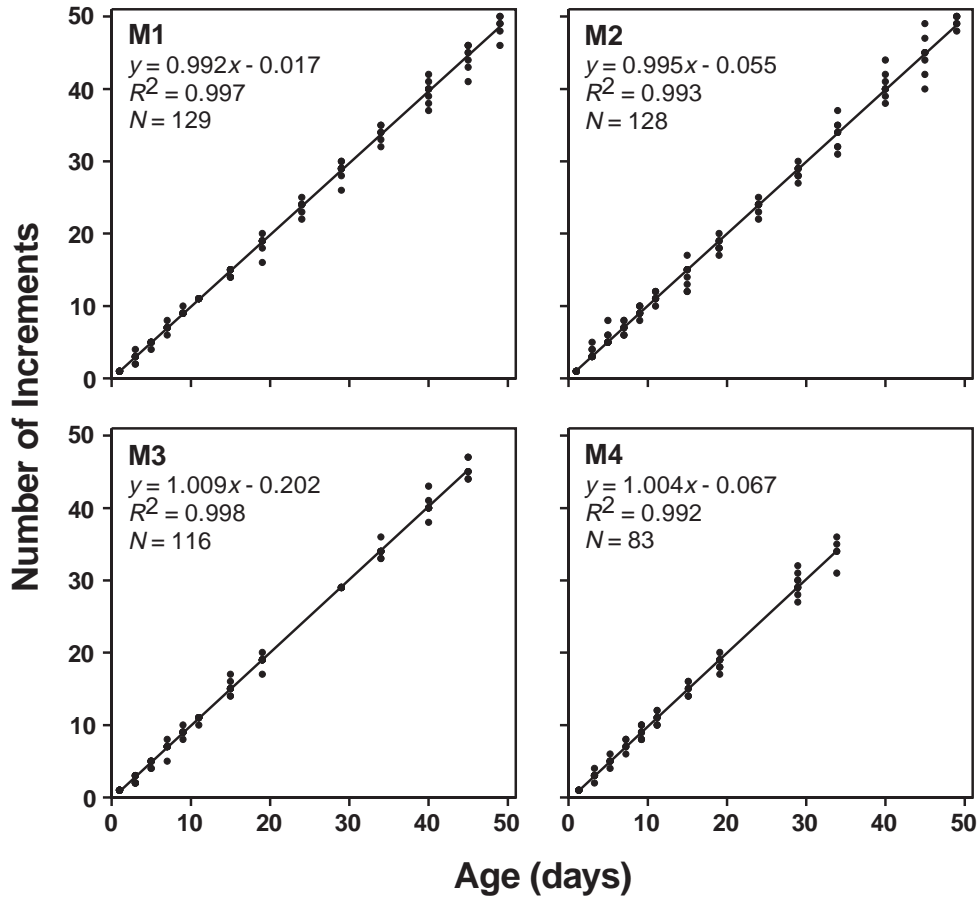 Number of Increments
50
40
30
20
10
0
M1
y = 0.992x - 0.017
R2 = 0.997
N = 129
M2
y = 0.995x - 0.055
R2 = 0.993
N = 128
50
40
30
20
10
0
M3
y = 1.009x - 0.202
R2 = 0.998
N = 116
M4
y = 1.004x - 0.067
R2 = 0.992
N = 83
0 10 20 30 40 50
0 10 20 30 40 50
Age (days)